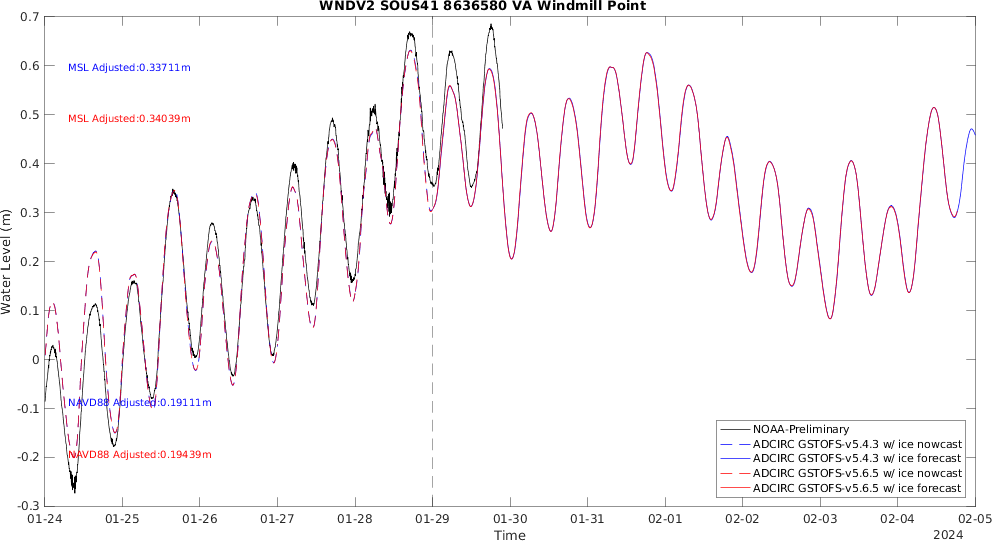 WNDV2 SOUS41 8636580 VA Windmill Point
0.7
0.6
0.5
0.4
0.3
0.2
0.1
0
-0.1
-0.2
-0.3
Water Level (m)
MSL Adjusted:0.33711m
MSL Adjusted:0.34039m
NAVD88 Adjusted:0.19111m
NAVD88 Adjusted:0.19439m
NOAA-Preliminary
ADCIRC GSTOFS-v5.4.3 w/ ice nowcast
ADCIRC GSTOFS-v5.4.3 w/ ice forecast
ADCIRC GSTOFS-v5.6.5 w/ ice nowcast
ADCIRC GSTOFS-v5.6.5 w/ ice forecast
01-24 01-25 01-26 01-27 01-28 01-29 01-30 01-31 02-01 02-02 02-03 02-04 02-05
Time
2024